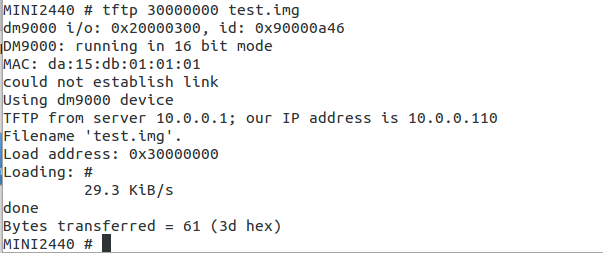 MINI2440 # tftp 30000000 test.img
dm9000 i/o: 0x20000300, id: 0x90000a46
DM9000: running in 16 bit mode
MAC: da:15:db:01:01:01
could not establish link
Using dm9000 device
TFTP from server 10.0.0.1; our IP address is 10.0.0.110
Filename 'test.img'.
Load address: 0x30000000
Loading: #
         29.3 KiB/s
done
Bytes transferred = 61 (3d hex)
MINI2440 #